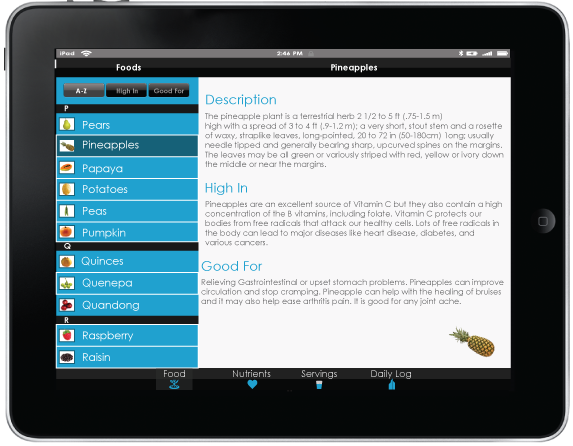 iPad 2:46 PM
Foods Pineapples
A-Z High In Good For
P
Pears
Pineapples
Papaya
Potatoes
Peas
Pumpkin
Q
Quinces
Quenepa
Quandong
R
Raspberry
Raisin
Description
The pineapple plant is a terrestrial herb 2 1/2 to 5 ft (.75-1.5 m)
high with a spread of 3 to 4 ft (.9-1.2 m); a very short, stout stem and a rosette
of waxy, straplike leaves, long-pointed, 20 to 72 in (50-180cm) 1ong; usually
needle tipped and generally bearing sharp, upcurved spines on the margins.
The leaves may be all green or variously striped with red, yellow or ivory down
the middle or near the margins.
High In
Pineapples are an excellent source of Vitamin C but they also contain a high
concentration of the B vitamins, including folate. Vitamin C protects our
bodies from free radicals that attack our healthy cells. Lots of free radicals in
the body can lead to major diseases like heart disease, diabetes, and
various cancers.
Good For
Relieving Gastrointestinal or upset stomach problems. Pineapples can improve
circulation and stop cramping. Pineapple can help with the healing of bruises
and it may also help ease arthritis pain. It is good for any joint ache.
Food Nutrients Servings Daily Log